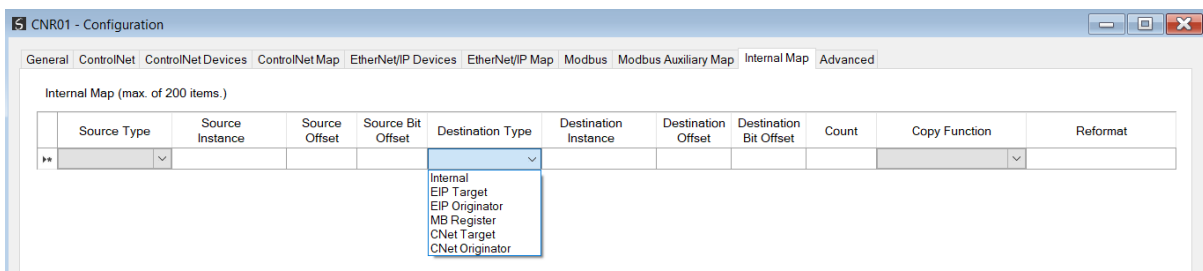 CNR01 - Configuration
General ControlNet ControlNet Devices ControlNet Map EtherNet/IP Devices EtherNet/IP Map Modbus Modbus Auxiliary Map Internal Map Advanced
Internal Map (max. of 200 items.)
Source Type Source Instance Source Offset Source Bit Offset Destination Type Destination Instance Destination Offset Destination Bit Offset Count Copy Function Reformat
Internal
EIP Target
EIP Originator
MB Register
CNet Target
CNet Originator